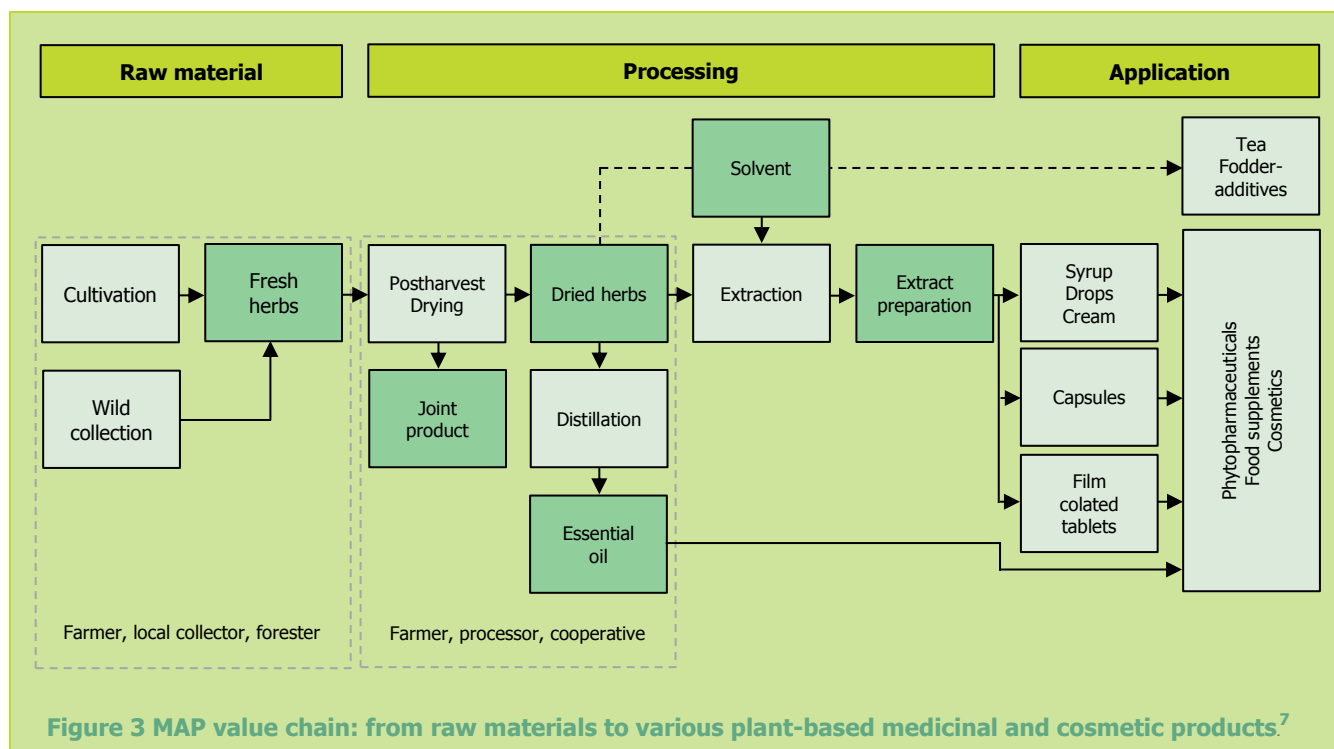 Raw material
Processing
Application
Solvent
Tea
Fodder-
additives
Cultivation
Fresh
herbs
Postharvest
Drying
Dried herbs
Extraction
Extract
preparation
Syrup
Drops
Cream
Phytopharmaceuticals
Food supplements
Cosmetics
Wild
collection
Joint
product
Distillation
Capsules
Essential
oil
Film
colated
tablets
Farmer, local collector, forester
Farmer, processor, cooperative
Figure 3 MAP value chain: from raw materials to various plant-based medicinal and cosmetic products.7